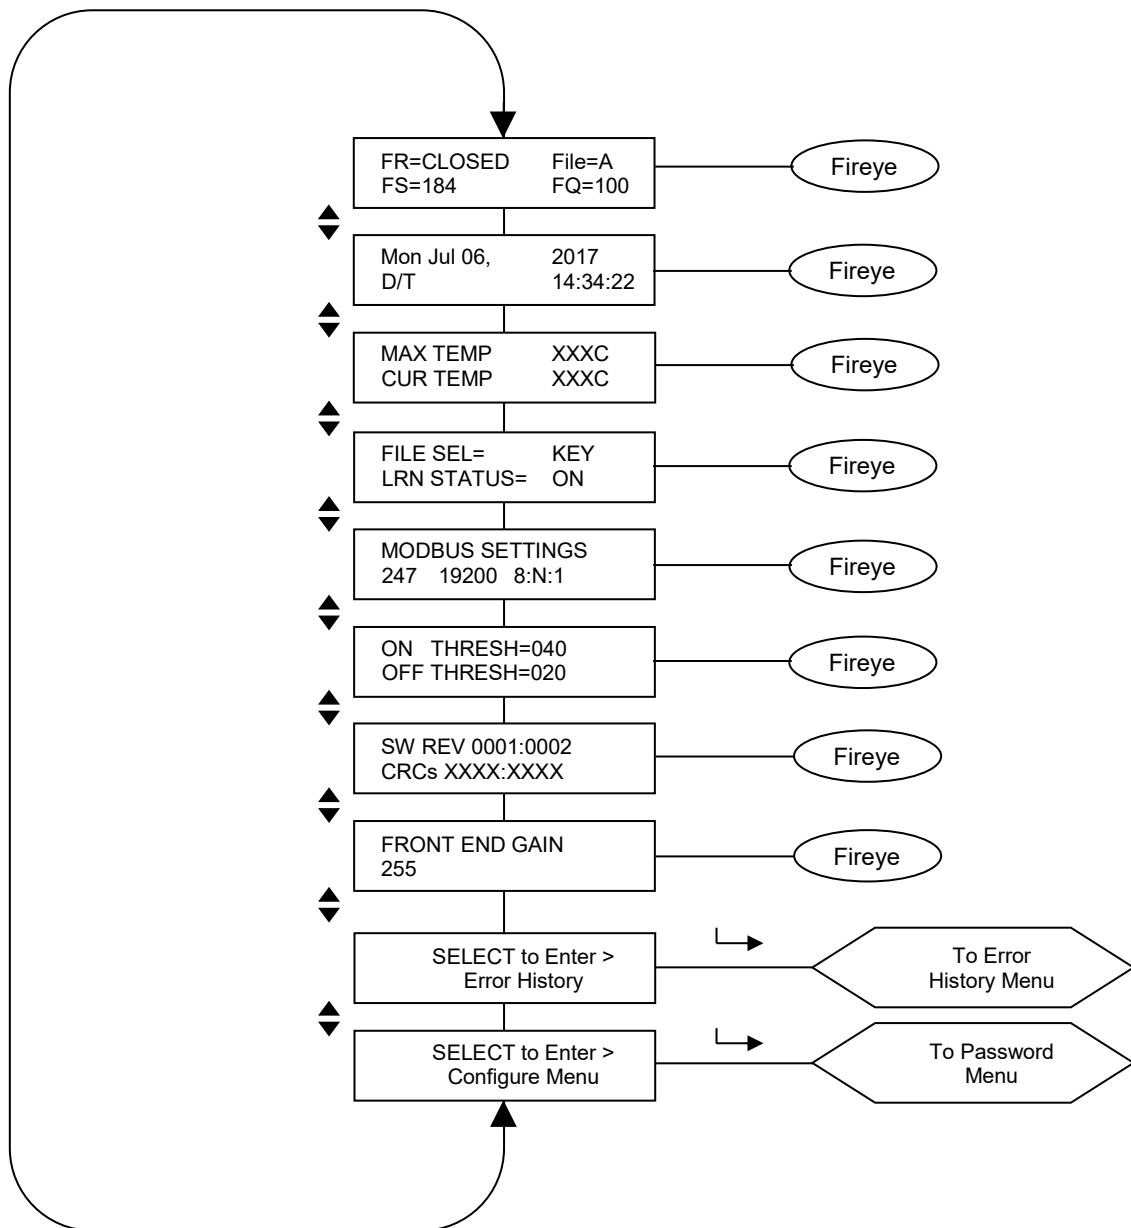 FR=CLOSED File=A
FS=184 FQ=100
Fireye
Mon Jul 06, 2017
D/T 14:34:22
Fireye
MAX TEMP XXXC
CUR TEMP XXXC
Fireye
FILE SEL= KEY
LRN STATUS= ON
Fireye
MODBUS SETTINGS
247 19200 8:N:1
Fireye
ON THRESH=040
OFF THRESH=020
Fireye
SW REV 0001:0002
CRCs XXXX:XXXX
Fireye
FRONT END GAIN
255
Fireye
SELECT to Enter >
Error History
To Error
History Menu
SELECT to Enter >
Configure Menu
To Password
Menu